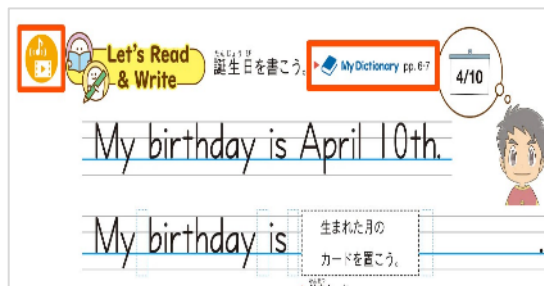 Let's Read
& Write
たんじょうび
誕生日を書こう。
My Dictionary pp. 6-7
4/10
My birthday is April 10th.
My birthday is
生まれた月の
カードを置こう。
.